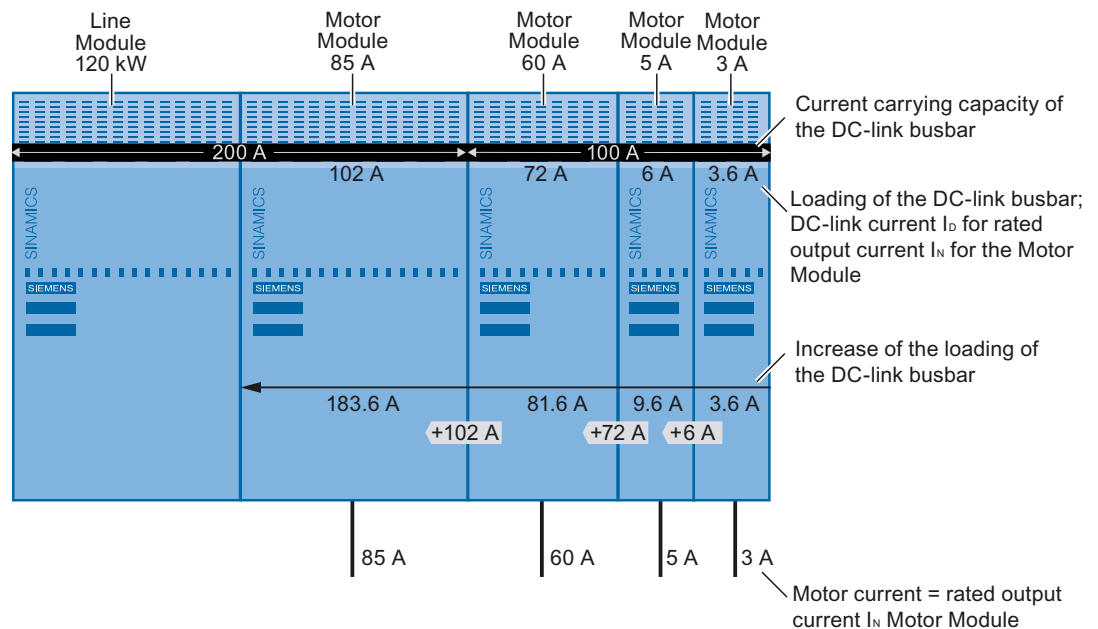 Line
Module
120 kW
Motor
Module
85 A
Motor
Module
60 A
Motor
Module
5 A
Motor
Module
3 A
Current carrying capacity of
the DC-link busbar
200 A
100 A
102 A
72 A
6 A
3.6 A
Loading of the DC-link busbar;
DC-link current I_D for rated
output current I_N for the Motor
Module
SINAMICS
SINAMICS
SINAMICS
SINAMICS
SINAMICS
SIEMENS
SIEMENS
SIEMENS
SIEMENS
SIEMENS
Increase of the loading of
the DC-link busbar
183.6 A
81.6 A
9.6 A
3.6 A
+102 A
+72 A
+6 A
85 A
60 A
5 A
3 A
Motor current = rated output
current I_N Motor Module